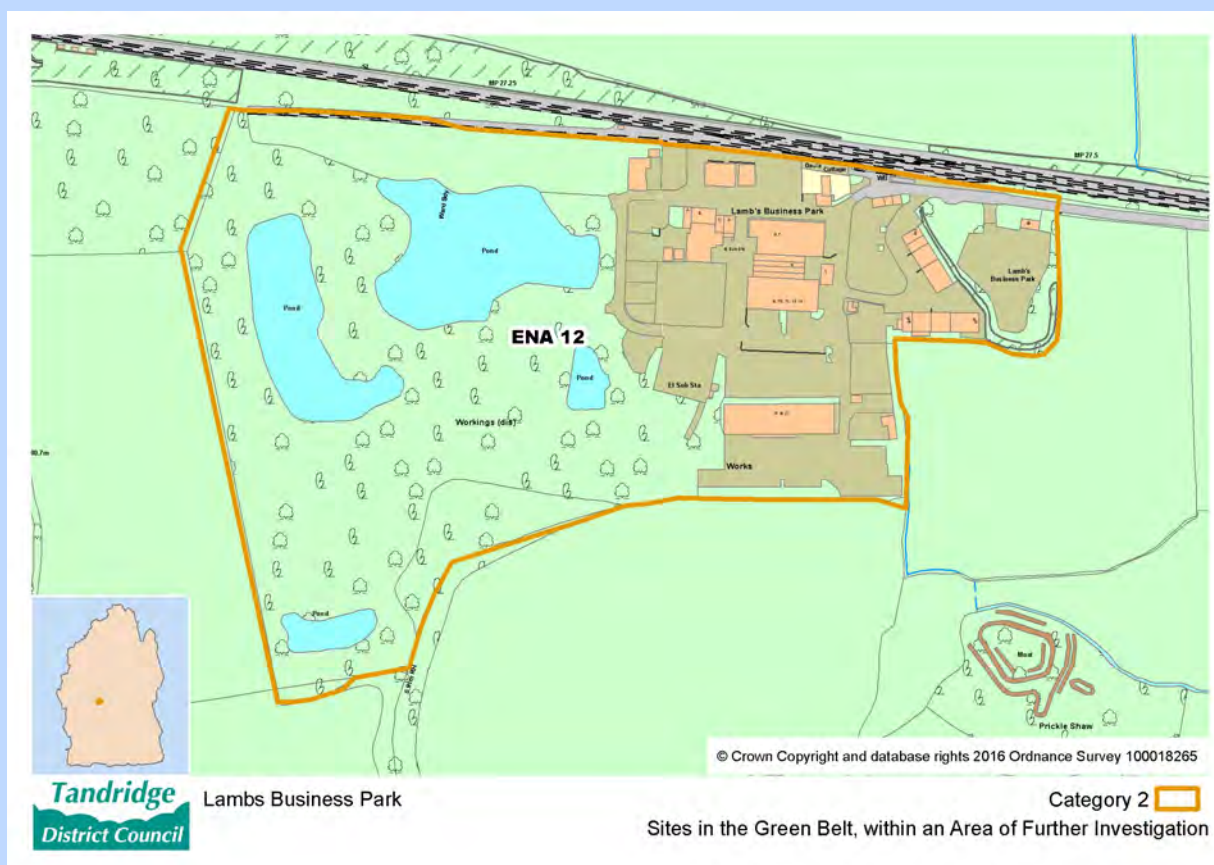 MP 27.25
MP 27.5
Lamb's Business Park
Pond
Pond
ENA 12
Pond
El Sub Sta
Lamb's
Business Park
Workings (dis)
Works
Pond
Moat
Prickle Shaw
© Crown Copyright and database rights 2016 Ordnance Survey 100018265
Tandridge
District Council
Lambs Business Park
Category 2
Sites in the Green Belt, within an Area of Further Investigation